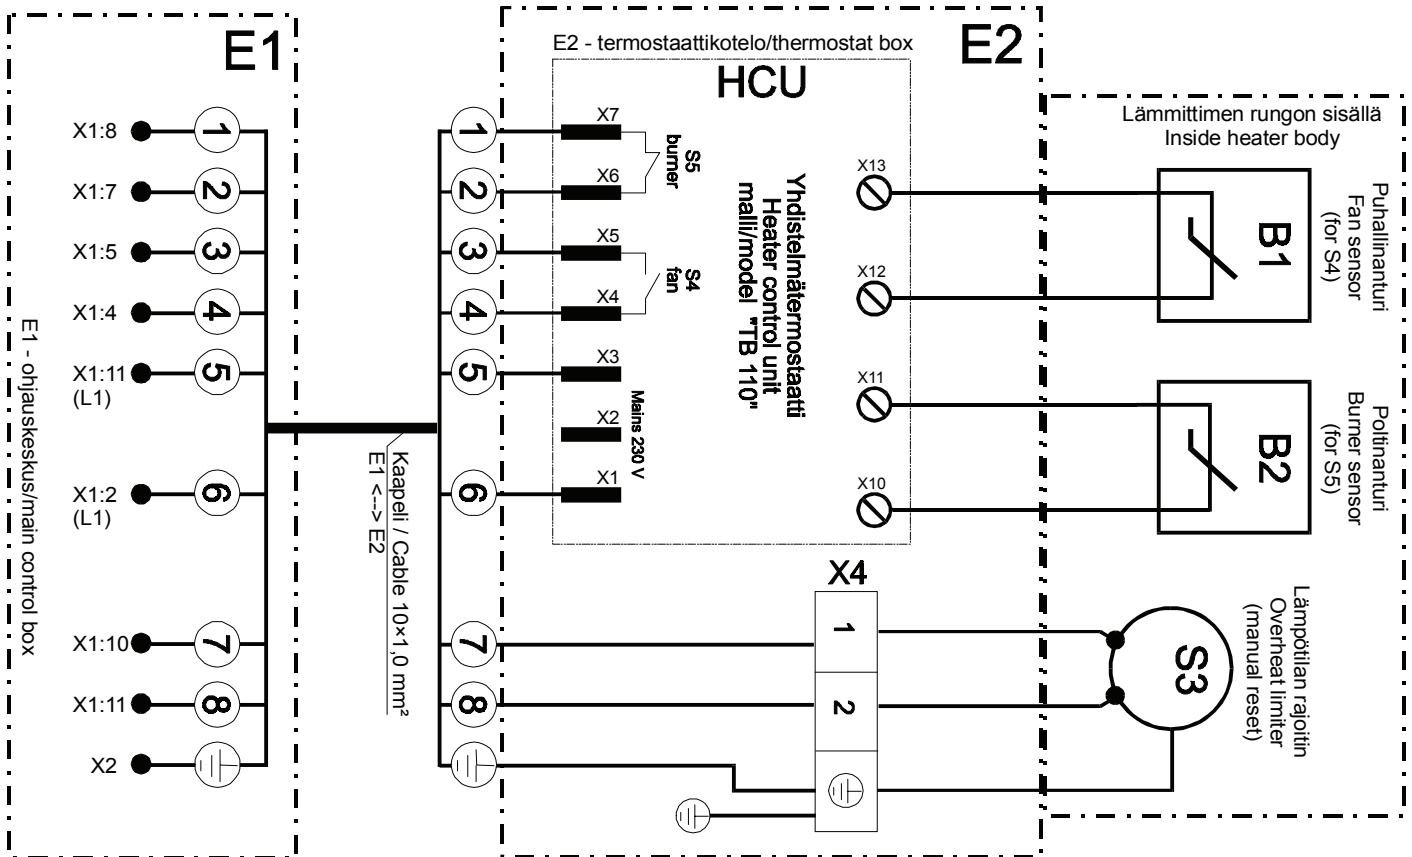 E1
X1:8
1
X1:7
2
X1:5
3
X1:4
4
X1:11
(L1)
5
X1:2
(L1)
6
X1:10
7
X1:11
8
X2
E1 - ohjauskeskus/main control box
Kaapeli / Cable 10×1,0 mm²
E1 <--> E2
1
2
3
4
5
6
7
8
E2
E2 - termostaattikotelo/thermostat box
HCU
X7
X6
S5
burner
X5
X4
S4
fan
X3
X2
X1
Mains 230 V
Yhdistelmätermostaatti
Heater control unit
malli/model "TB 110"
X13
X12
X11
X10
X4
1
2
Lämmittimen rungon sisällä
Inside heater body
B1
Puhallinanturi
Fan sensor
(for S4)
B2
Poltinanturi
Burner sensor
(for S5)
S3
Lämpötilan rajoitin
Overheat limiter
(manual reset)